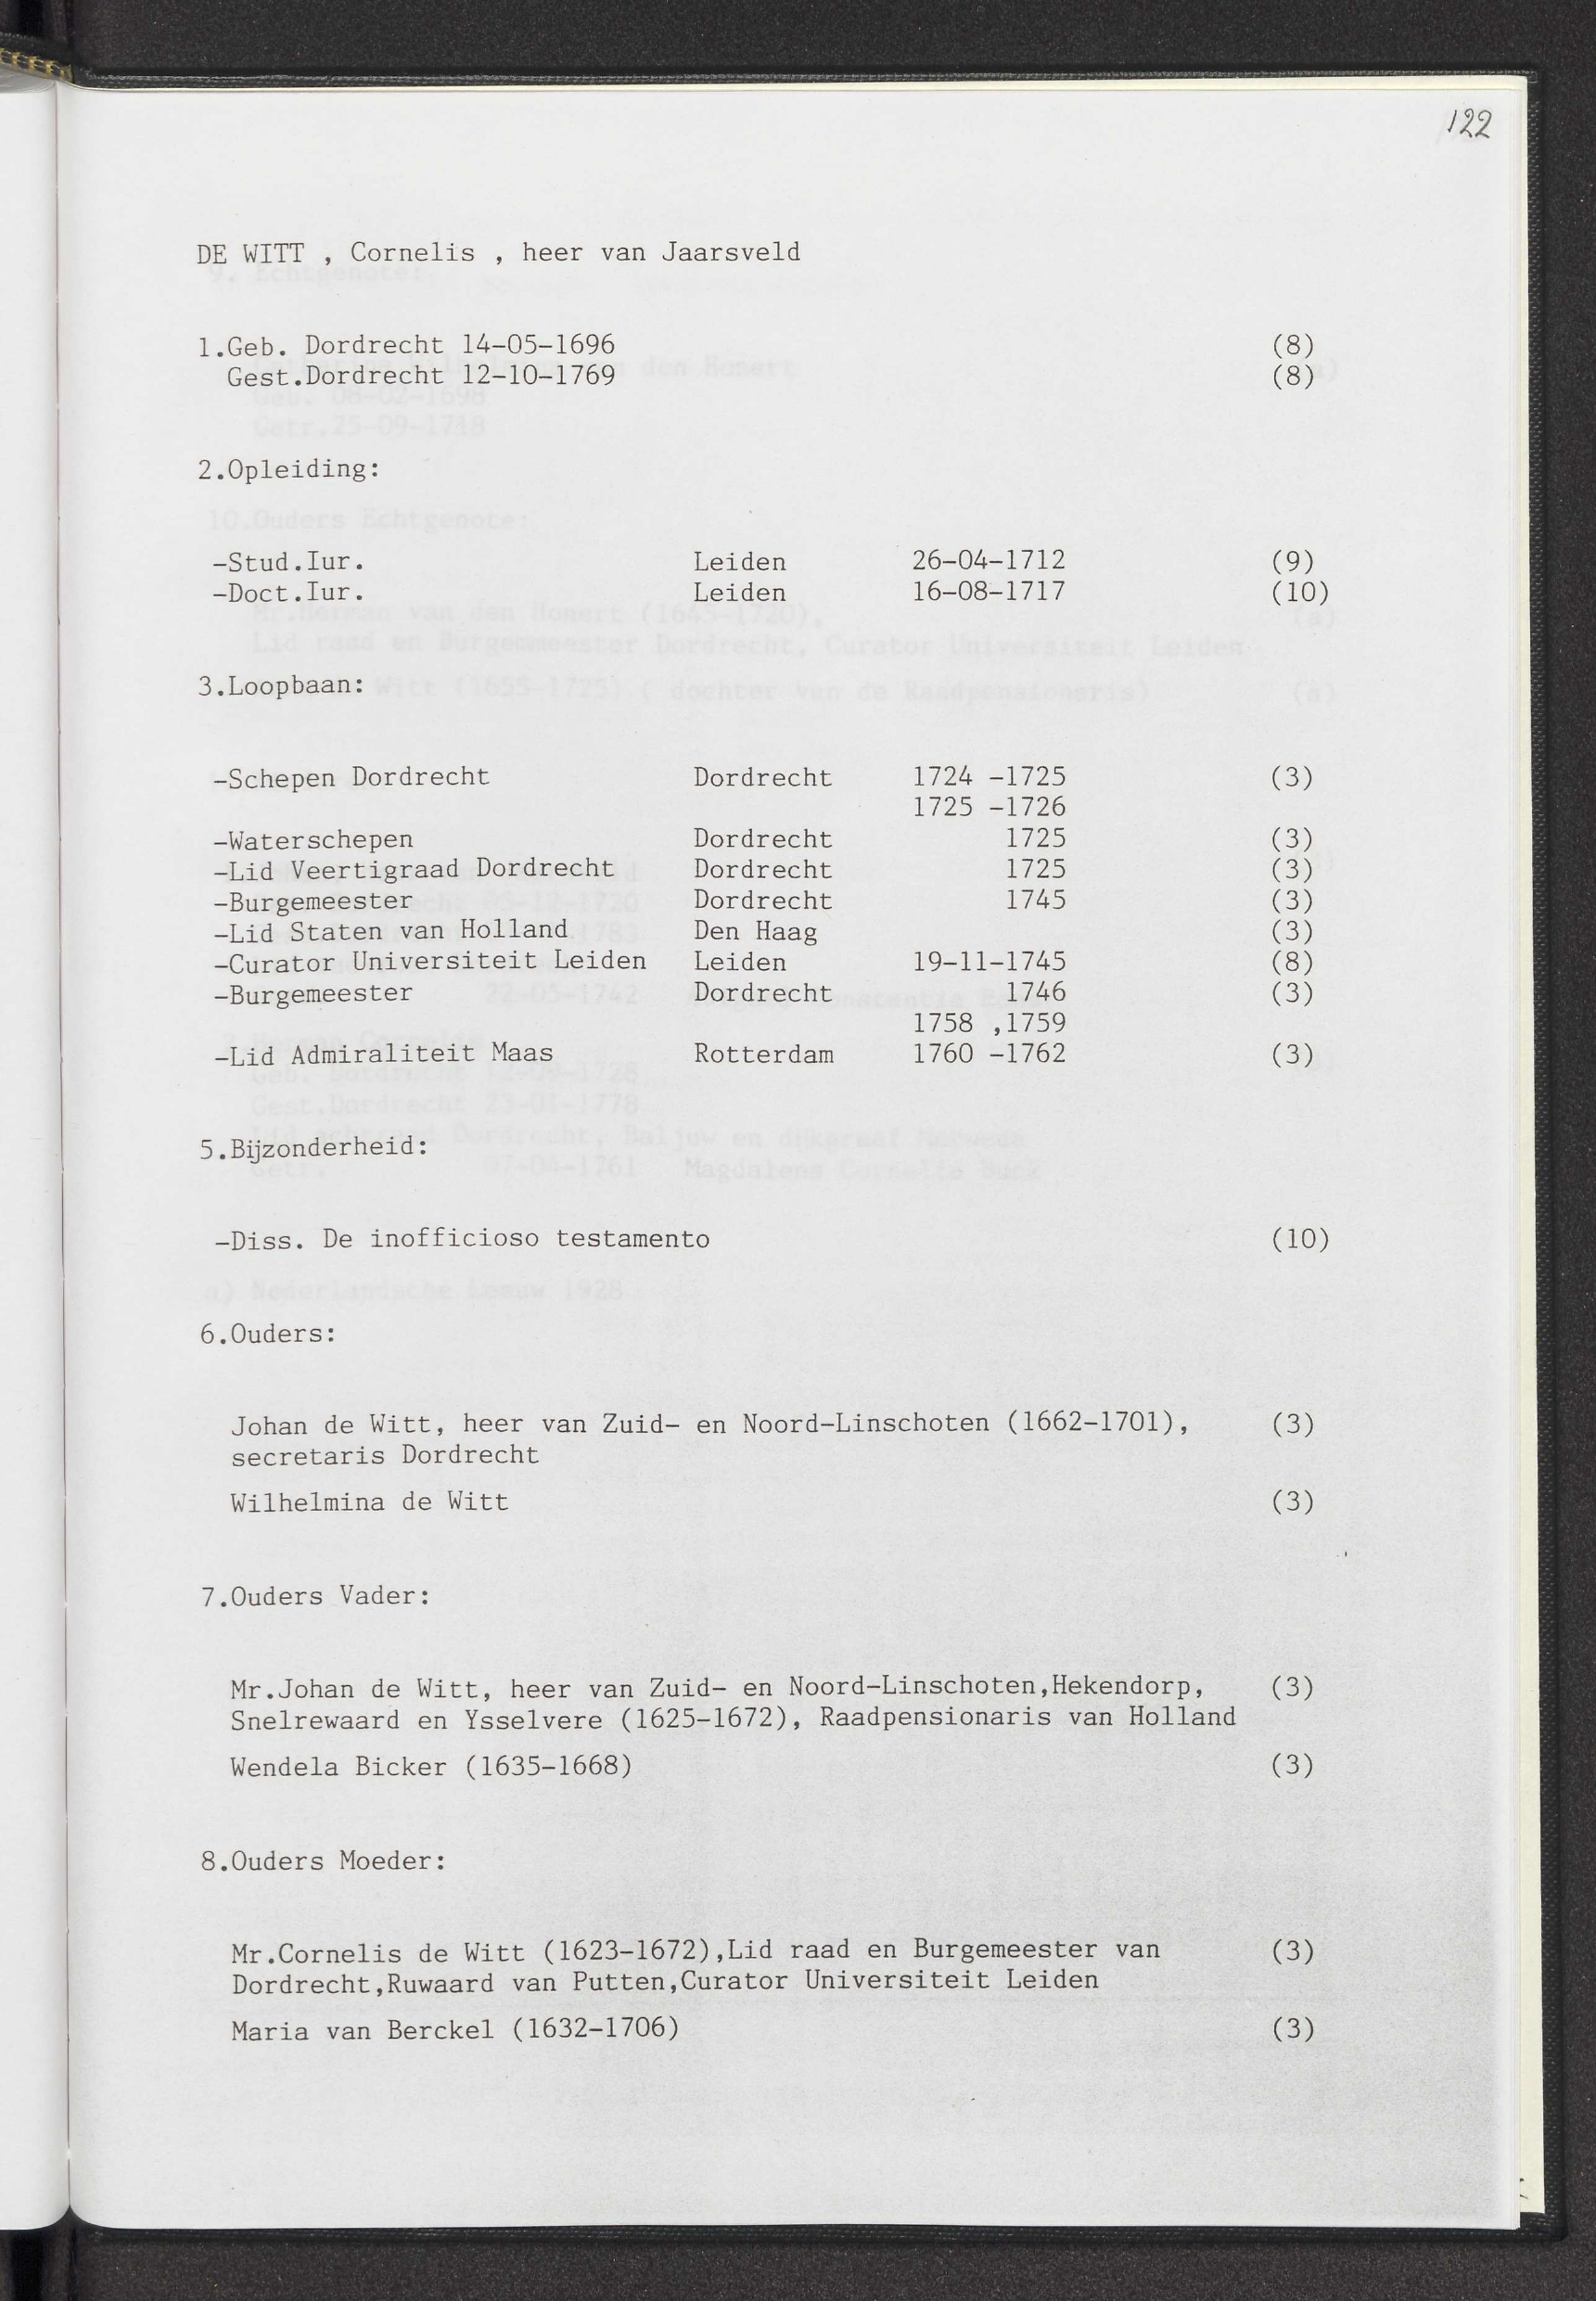 122
DE WITT , Cornelis , heer van Jaarsveld
1.Geb. Dordrecht 14-05-1696 (8)
Gest.Dordrecht 12-10-1769 (8)
2.Opleiding:
-Stud.Iur. Leiden 26-04-1712 (9)
-Doct.Iur. Leiden 16-08-1717 (10)
3.Loopbaan:
-Schepen Dordrecht Dordrecht 1724 -1725 (3)
1725 -1726
-Waterschepen Dordrecht 1725 (3)
-Lid Veertigraad Dordrecht Dordrecht 1725 (3)
-Burgemeester Dordrecht 1745 (3)
-Lid Staten van Holland Den Haag (3)
-Curator Universiteit Leiden Leiden 19-11-1745 (8)
-Burgemeester Dordrecht 1746 (3)
1758 ,1759
-Lid Admiraliteit Maas Rotterdam 1760 -1762 (3)
5.Bijzonderheid:
-Diss. De inofficioso testamento (10)
6.Ouders:
Johan de Witt, heer van Zuid- en Noord-Linschoten (1662-1701), (3)
secretaris Dordrecht
Wilhelmina de Witt (3)
7.Ouders Vader:
Mr.Johan de Witt, heer van Zuid- en Noord-Linschoten,Hekendorp, (3)
Snelrewaard en Ysselvere (1625-1672), Raadpensionaris van Holland
Wendela Bicker (1635-1668) (3)
8.Ouders Moeder:
Mr.Cornelis de Witt (1623-1672),Lid raad en Burgemeester van (3)
Dordrecht,Ruwaard van Putten,Curator Universiteit Leiden
Maria van Berckel (1632-1706) (3)